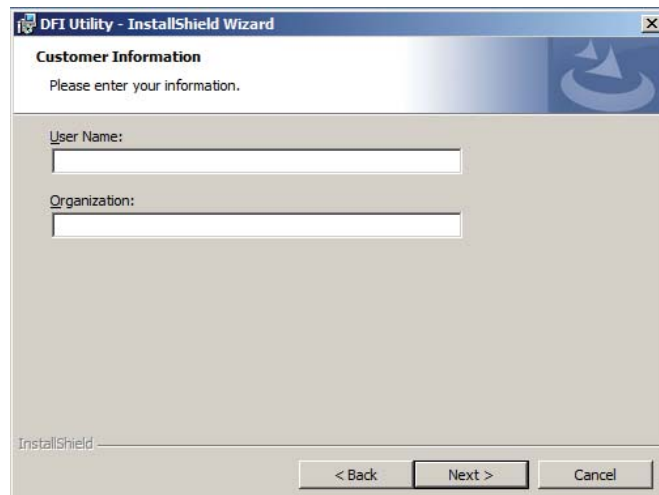 DFI Utility - InstallShield Wizard
Customer Information
Please enter your information.
User Name:
Organization:
InstallShield
< Back Next > Cancel